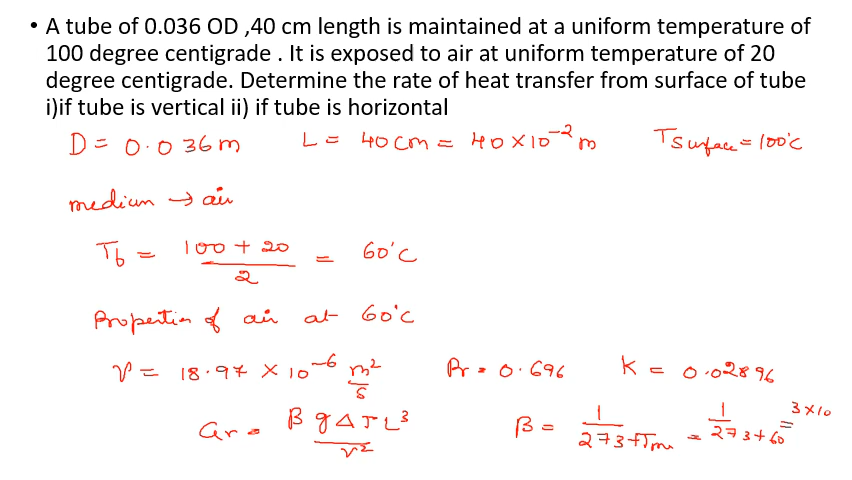 • A tube of 0.036 OD ,40 cm length is maintained at a uniform temperature of
100 degree centigrade . It is exposed to air at uniform temperature of 20
degree centigrade. Determine the rate of heat transfer from surface of tube
i)if tube is vertical ii) if tube is horizontal
D = 0.036m L = 40cm = 40×10⁻² m Tsurface = 100°C
medium → air
Tb = (100 + 20)/2 = 60°C
Properties of air at 60°C
ν = 18.97 × 10⁻⁶ m²/s Pr = 0.696 K = 0.02896
Gr = βgΔTL³/ν² β = 1/(273+Tm) = 1/(273+60) = 3×10